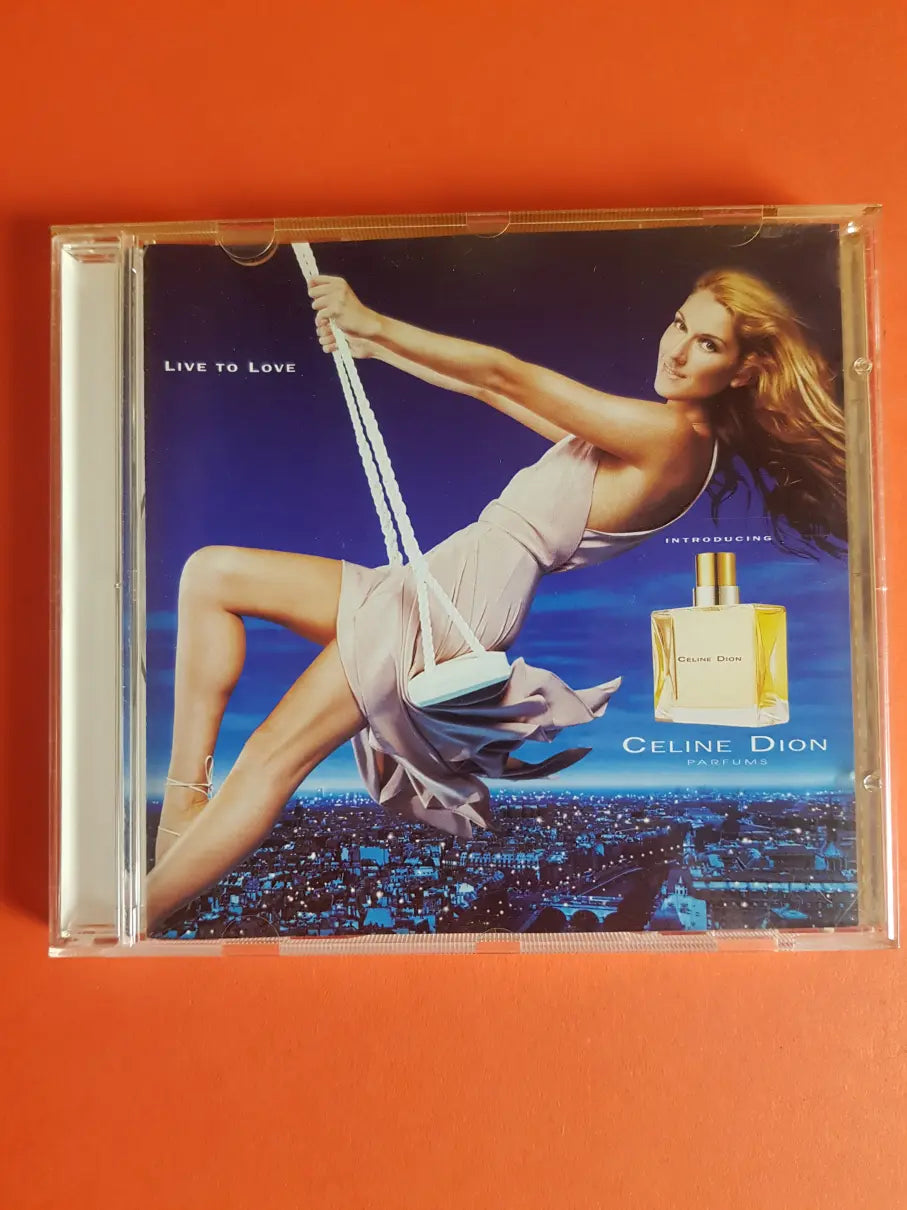 LIVE TO LOVE
INTRODUCING
CELINE DION
CELINE DION
PARFUMS